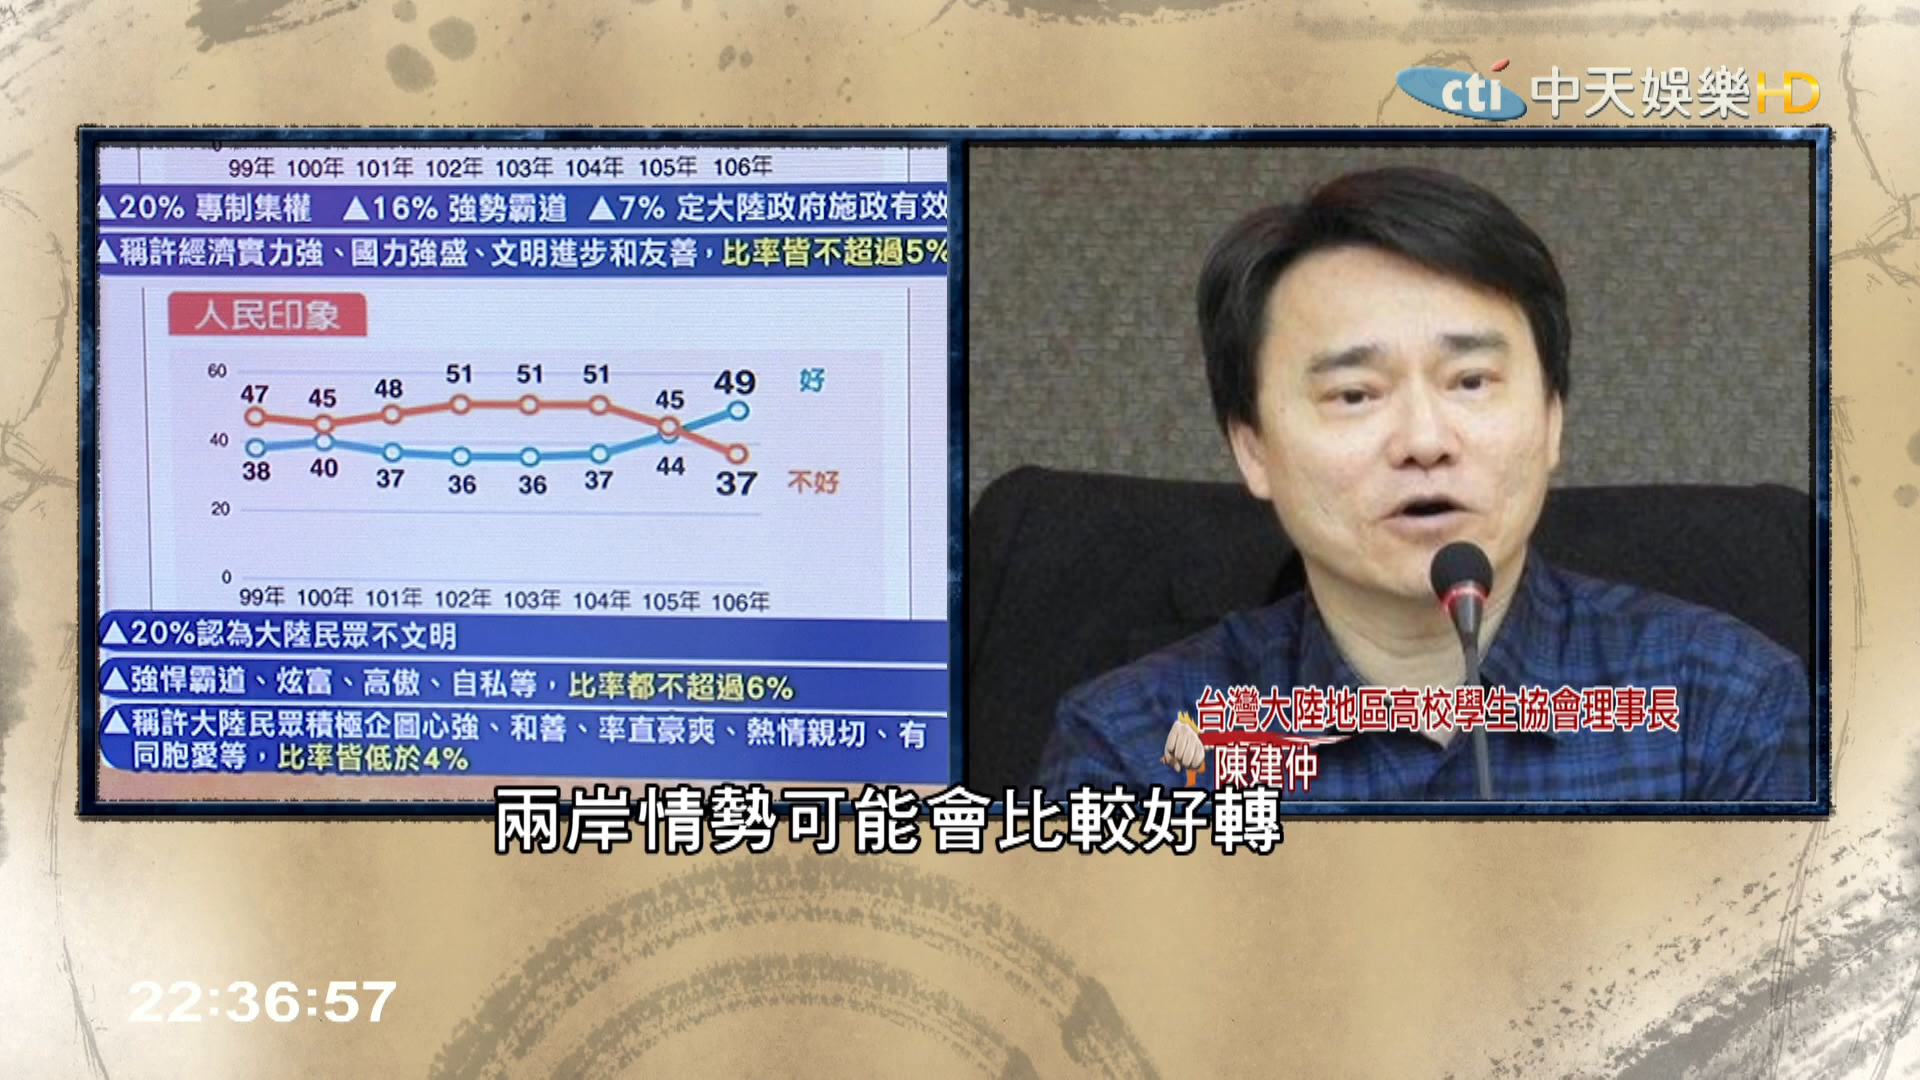 cti 中天娛樂HD
0
99年 100年 101年 102年 103年 104年 105年 106年
▲20% 專制集權 ▲16% 強勢霸道 ▲7% 定大陸政府施政有效
▲稱許經濟實力強、國力強盛、文明進步和友善，比率皆不超過5%
人民印象
60
47 45 48 51 51 51 45 49 好
40
38 40 37 36 36 37 44 37 不好
20
0
99年 100年 101年 102年 103年 104年 105年 106年
▲20%認為大陸民眾不文明
▲強悍霸道、炫富、高傲、自私等，比率都不超過6%
▲稱許大陸民眾積極企圖心強、和善、率直豪爽、熱情親切、有
同胞愛等，比率皆低於4%
台灣大陸地區高校學生協會理事長
陳建仲
兩岸情勢可能會比較好轉
22:36:57